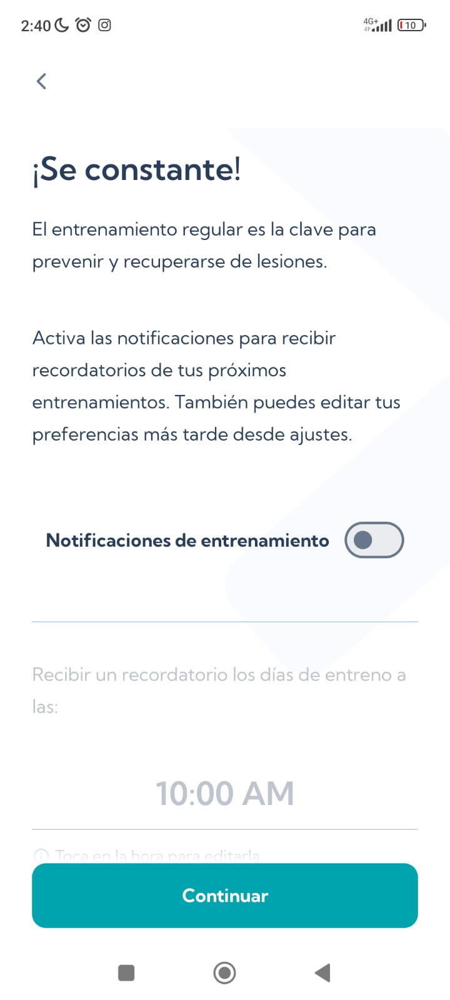 2:40
4G+
10
¡Se constante!
El entrenamiento regular es la clave para
prevenir y recuperarse de lesiones.
Activa las notificaciones para recibir
recordatorios de tus próximos
entrenamientos. También puedes editar tus
preferencias más tarde desde ajustes.
Notificaciones de entrenamiento
Recibir un recordatorio los días de entreno a
las:
10:00 AM
Toca en la hora para editarla
Continuar